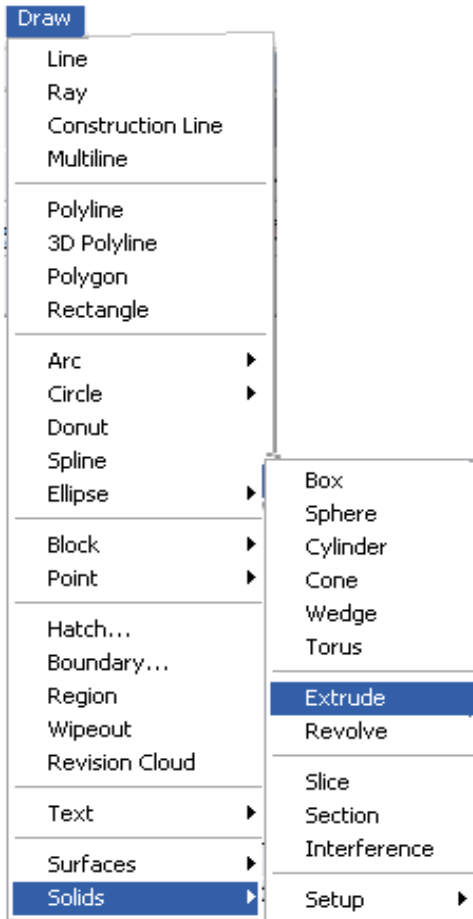 Draw
Line
Ray
Construction Line
Multiline
Polyline
3D Polyline
Polygon
Rectangle
Arc
Circle
Donut
Spline
Ellipse
Block
Point
Hatch...
Boundary...
Region
Wipeout
Revision Cloud
Text
Surfaces
Solids
Box
Sphere
Cylinder
Cone
Wedge
Torus
Extrude
Revolve
Slice
Section
Interference
Setup